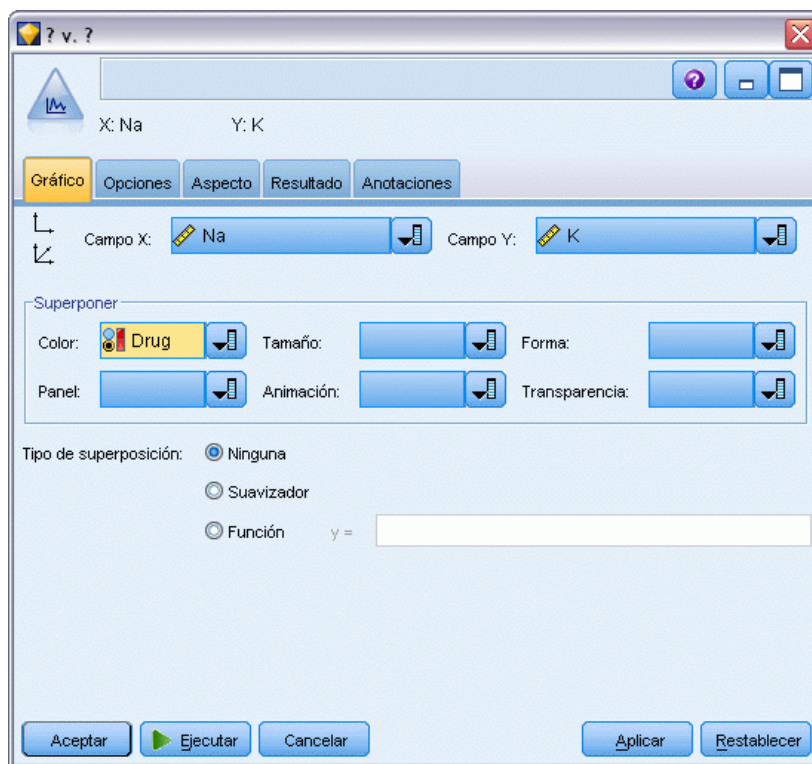 ? v. ?
X: Na Y: K
Gráfico Opciones Aspecto Resultado Anotaciones
Campo X: Na Campo Y: K
Superponer
Color: Drug Tamaño: Forma:
Panel: Animación: Transparencia:
Tipo de superposición: Ninguna
Suavizador
Función y =
Aceptar Ejecutar Cancelar Aplicar Restablecer